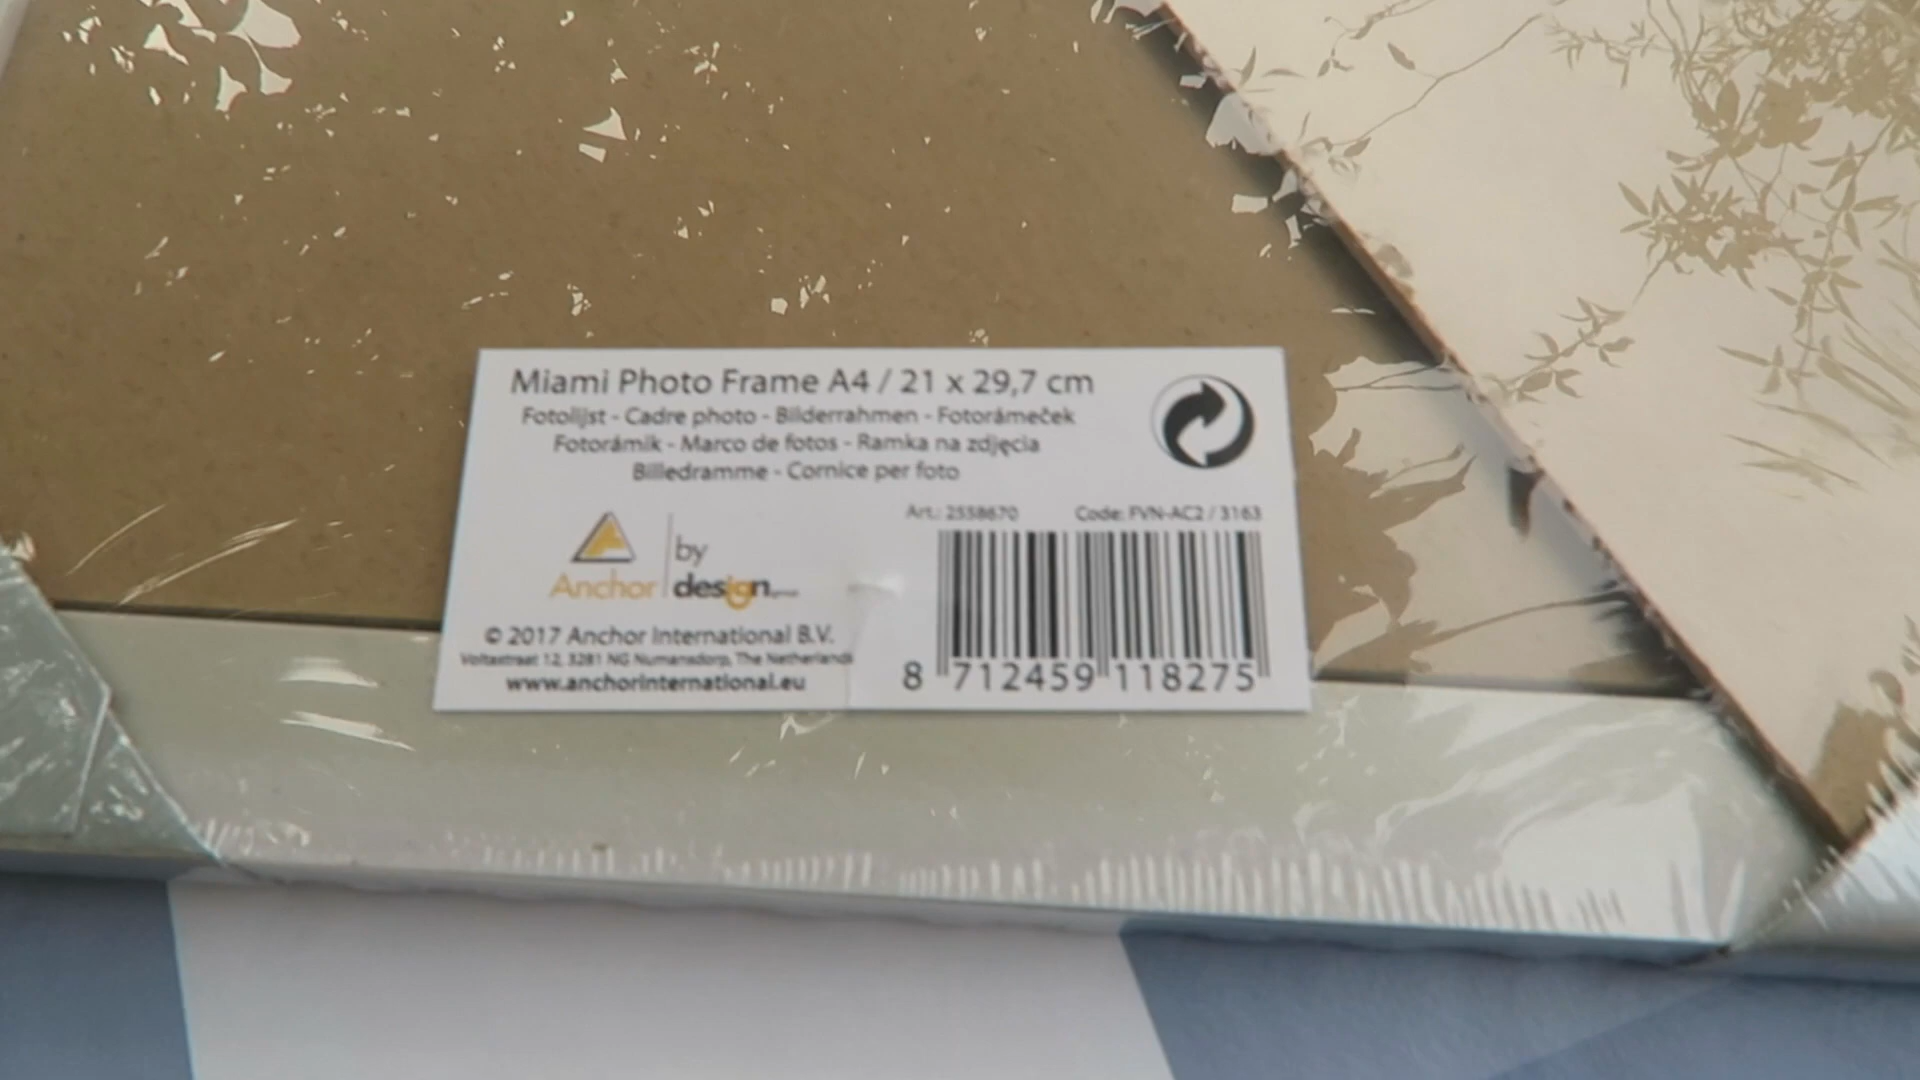 Miami Photo Frame A4 / 21 x 29,7 cm
Fotolijst - Cadre photo - Bilderrahmen - Fotorámeček
Fotorámik - Marco de fotos - Ramka na zdjęcia
Billedramme - Cornice per foto
Art.: 2558670 Code: FVN-AC2 / 3163
Anchor by design
© 2017 Anchor International B.V.
Voltastraat 12, 3281 NG Numansdorp, The Netherlands
www.anchorinternational.eu
8 712459 118275